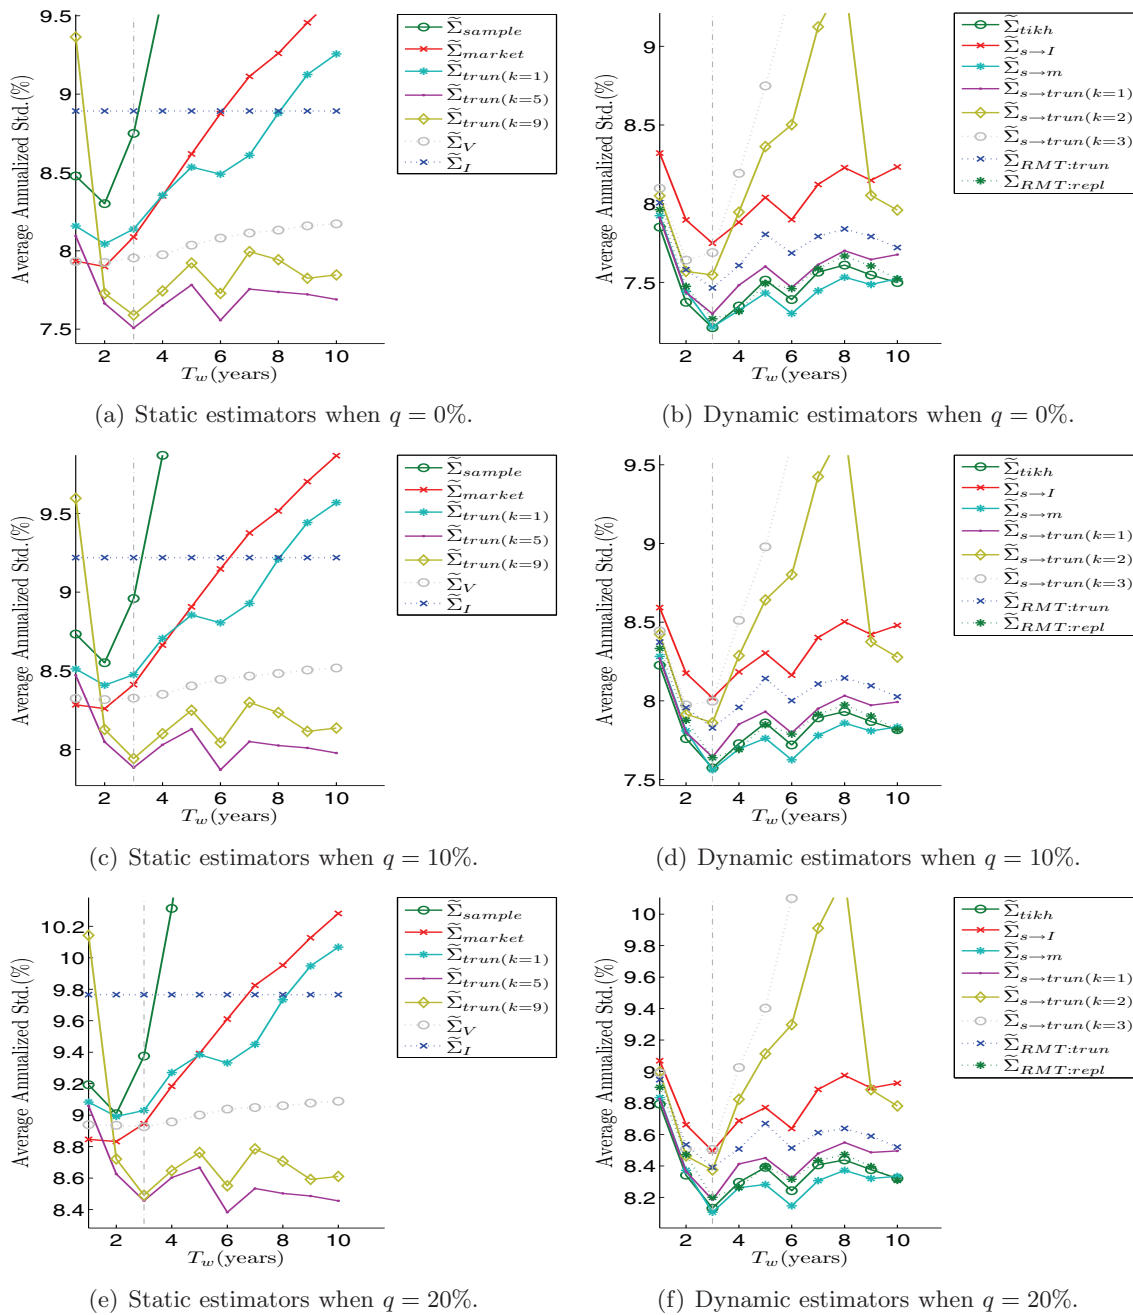 9.5
9
8.5
8
7.5
Average Annualized Std.(%)
2 4 6 8 10
T_w(years)
Σ̃_sample
Σ̃_market
Σ̃_trun(k=1)
Σ̃_trun(k=5)
Σ̃_trun(k=9)
Σ̃_V
Σ̃_I
(a) Static estimators when q = 0%.
9
8.5
8
7.5
Average Annualized Std.(%)
2 4 6 8 10
T_w(years)
Σ̃_tikh
Σ̃_s→I
Σ̃_s→m
Σ̃_s→trun(k=1)
Σ̃_s→trun(k=2)
Σ̃_s→trun(k=3)
Σ̃_RMT:trun
Σ̃_RMT:repl
(b) Dynamic estimators when q = 0%.
9.5
9
8.5
8
Average Annualized Std.(%)
2 4 6 8 10
T_w(years)
Σ̃_sample
Σ̃_market
Σ̃_trun(k=1)
Σ̃_trun(k=5)
Σ̃_trun(k=9)
Σ̃_V
Σ̃_I
(c) Static estimators when q = 10%.
9.5
9
8.5
8
7.5
Average Annualized Std.(%)
2 4 6 8 10
T_w(years)
Σ̃_tikh
Σ̃_s→I
Σ̃_s→m
Σ̃_s→trun(k=1)
Σ̃_s→trun(k=2)
Σ̃_s→trun(k=3)
Σ̃_RMT:trun
Σ̃_RMT:repl
(d) Dynamic estimators when q = 10%.
10.2
10
9.8
9.6
9.4
9.2
9
8.8
8.6
8.4
Average Annualized Std.(%)
2 4 6 8 10
T_w(years)
Σ̃_sample
Σ̃_market
Σ̃_trun(k=1)
Σ̃_trun(k=5)
Σ̃_trun(k=9)
Σ̃_V
Σ̃_I
(e) Static estimators when q = 20%.
10
9.8
9.6
9.4
9.2
9
8.8
8.6
8.4
8.2
Average Annualized Std.(%)
2 4 6 8 10
T_w(years)
Σ̃_tikh
Σ̃_s→I
Σ̃_s→m
Σ̃_s→trun(k=1)
Σ̃_s→trun(k=2)
Σ̃_s→trun(k=3)
Σ̃_RMT:trun
Σ̃_RMT:repl
(f) Dynamic estimators when q = 20%.